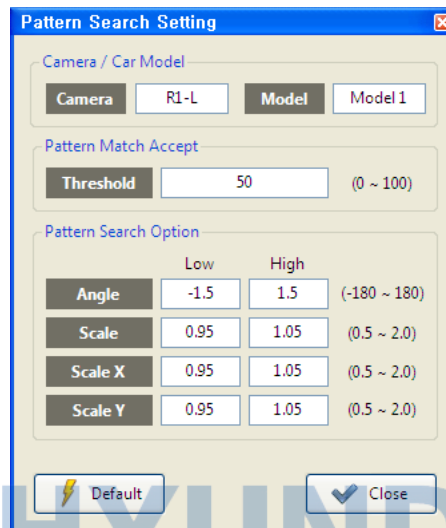 Pattern Search Setting
Camera / Car Model
Camera R1-L Model Model 1
Pattern Match Accept
Threshold 50 (0 ~ 100)
Pattern Search Option
Low High
Angle -1.5 1.5 (-180 ~ 180)
Scale 0.95 1.05 (0.5 ~ 2.0)
Scale X 0.95 1.05 (0.5 ~ 2.0)
Scale Y 0.95 1.05 (0.5 ~ 2.0)
Default Close